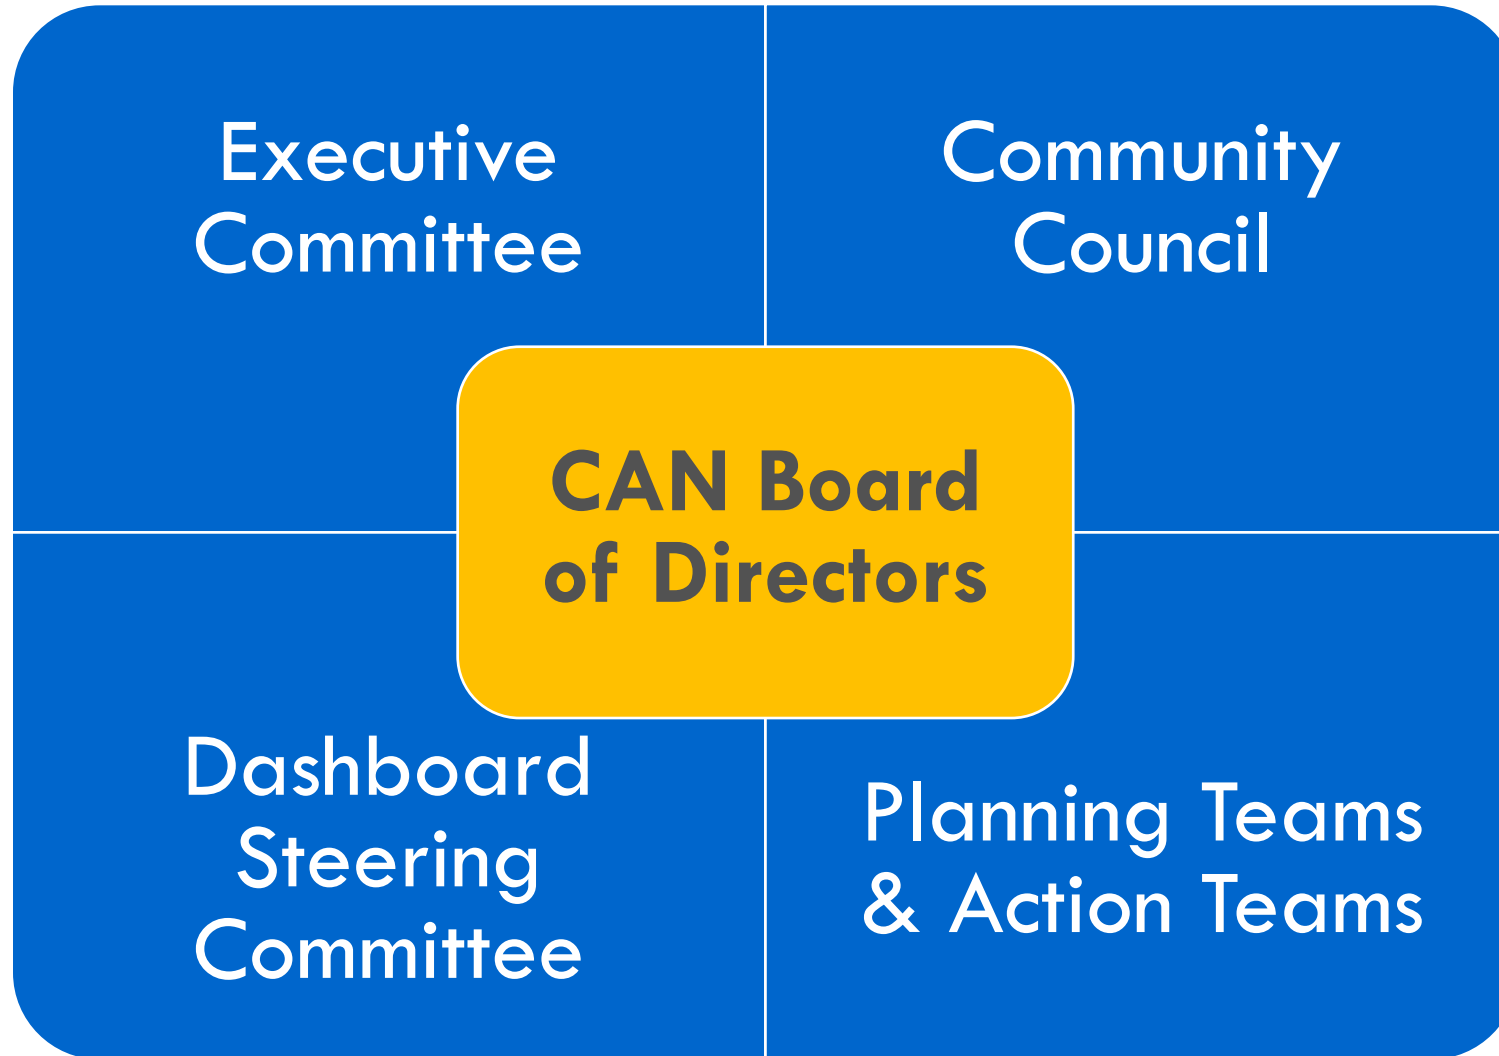 Executive
Committee
Community
Council
CAN Board
of Directors
Dashboard
Steering
Committee
Planning Teams
& Action Teams